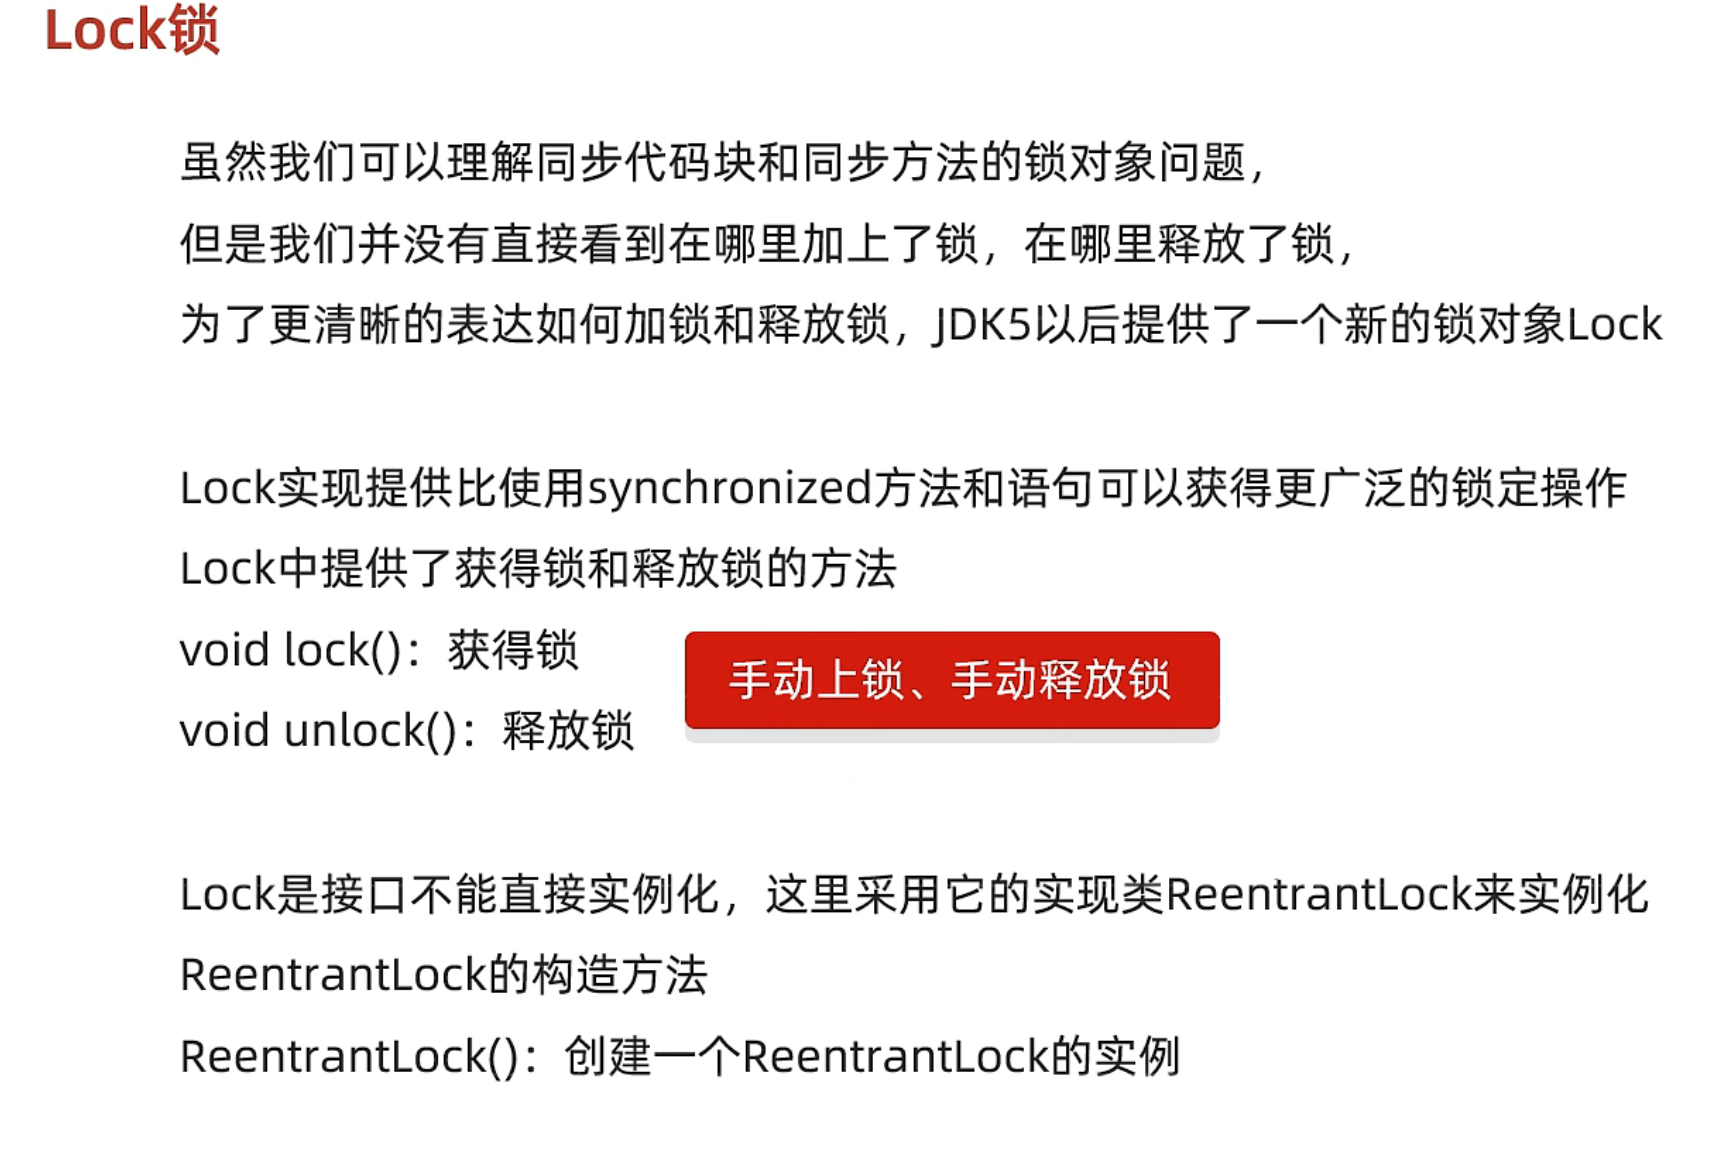 Lock锁
虽然我们可以理解同步代码块和同步方法的锁对象问题，
但是我们并没有直接看到在哪里加上了锁，在哪里释放了锁，
为了更清晰的表达如何加锁和释放锁，JDK5以后提供了一个新的锁对象Lock
Lock实现提供比使用synchronized方法和语句可以获得更广泛的锁定操作
Lock中提供了获得锁和释放锁的方法
void lock()：获得锁
手动上锁、手动释放锁
void unlock()：释放锁
Lock是接口不能直接实例化，这里采用它的实现类ReentrantLock来实例化
ReentrantLock的构造方法
ReentrantLock()：创建一个ReentrantLock的实例